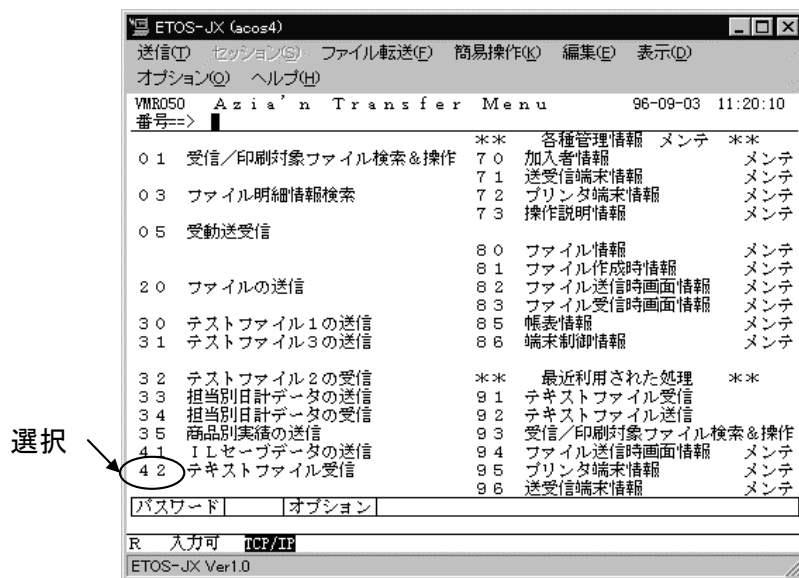 ETOS-JX (acos4)
送信(T) セッション(S) ファイル転送(F) 簡易操作(K) 編集(E) 表示(D)
オプション(O) ヘルプ(H)
VMR050 Azia'n Transfer Menu 96-09-03 11:20:10
番号==>
** 各種管理情報 メンテ **
01 受信/印刷対象ファイル検索&操作 70 加入者情報 メンテ
71 送受信端末情報 メンテ
03 ファイル明細情報検索 72 プリンタ端末情報 メンテ
73 操作説明情報 メンテ
05 受動送受信
80 ファイル情報 メンテ
81 ファイル作成時情報 メンテ
20 ファイルの送信 82 ファイル送信時画面情報 メンテ
83 ファイル受信時画面情報 メンテ
30 テストファイル1の送信 85 帳表情報 メンテ
31 テストファイル3の送信 86 端末制御情報 メンテ
32 テストファイル2の受信 ** 最近利用された処理 **
33 担当別日計データの送信 91 テキストファイル受信
34 担当別日計データの受信 92 テキストファイル送信
35 商品別実績の送信 93 受信/印刷対象ファイル検索&操作
41 ILセーブデータの送信 94 ファイル送信時画面情報 メンテ
選択
42 テキストファイル受信 95 プリンタ端末情報 メンテ
96 送受信端末情報 メンテ
パスワード オプション
R 入力可 TCP/IP
ETOS-JX Ver1.0